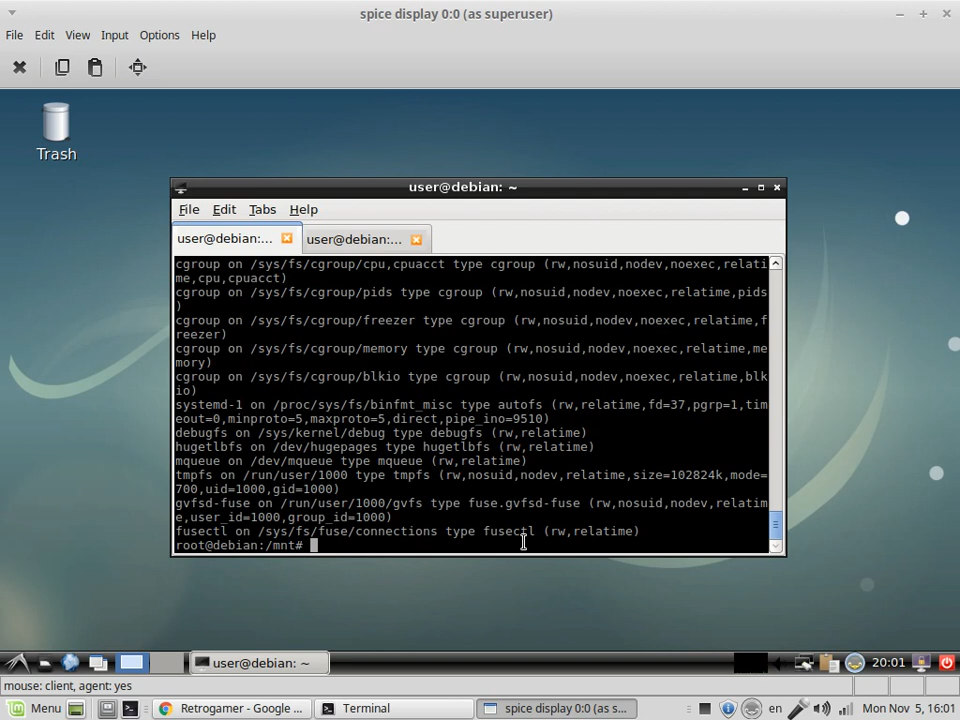 spice display 0:0 (as superuser)
File Edit View Input Options Help
Trash
user@debian: ~
File Edit Tabs Help
user@debian:... user@debian:...
cgroup on /sys/fs/cgroup/cpu,cpuacct type cgroup (rw,nosuid,nodev,noexec,relati
me,cpu,cpuacct)
cgroup on /sys/fs/cgroup/pids type cgroup (rw,nosuid,nodev,noexec,relatime,pids
)
cgroup on /sys/fs/cgroup/freezer type cgroup (rw,nosuid,nodev,noexec,relatime,f
reezer)
cgroup on /sys/fs/cgroup/memory type cgroup (rw,nosuid,nodev,noexec,relatime,me
mory)
cgroup on /sys/fs/cgroup/blkio type cgroup (rw,nosuid,nodev,noexec,relatime,blk
io)
systemd-1 on /proc/sys/fs/binfmt_misc type autofs (rw,relatime,fd=37,pgrp=1,tim
eout=0,minproto=5,maxproto=5,direct,pipe_ino=9510)
debugfs on /sys/kernel/debug type debugfs (rw,relatime)
hugetlbfs on /dev/hugepages type hugetlbfs (rw,relatime)
mqueue on /dev/mqueue type mqueue (rw,relatime)
tmpfs on /run/user/1000 type tmpfs (rw,nosuid,nodev,relatime,size=102824k,mode=
700,uid=1000,gid=1000)
gvfsd-fuse on /run/user/1000/gvfs type fuse.gvfsd-fuse (rw,nosuid,nodev,relatim
e,user_id=1000,group_id=1000)
fusectl on /sys/fs/fuse/connections type fusectl (rw,relatime)
root@debian:/mnt#
user@debian: ~ 20:01
mouse: client, agent: yes
Menu Retrogamer - Google ... Terminal spice display 0:0 (as s... en Mon Nov 5, 16:01